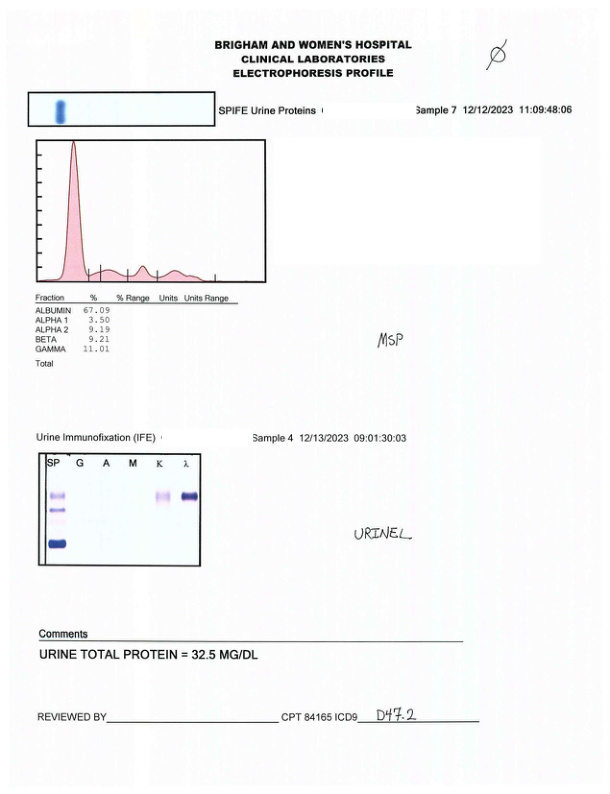 BRIGHAM AND WOMEN'S HOSPITAL
CLINICAL LABORATORIES
ELECTROPHORESIS PROFILE
Ø
SPIFE Urine Proteins Sample 7 12/12/2023 11:09:48:06
Fraction % % Range Units Units Range
ALBUMIN 67.09
ALPHA 1 3.50
ALPHA 2 9.19
BETA 9.21
GAMMA 11.01
Total
MSP
Urine Immunofixation (IFE) Sample 4 12/13/2023 09:01:30:03
SP G A M K λ
URINEL
Comments
URINE TOTAL PROTEIN = 32.5 MG/DL
REVIEWED BY CPT 84165 ICD9 D47.2